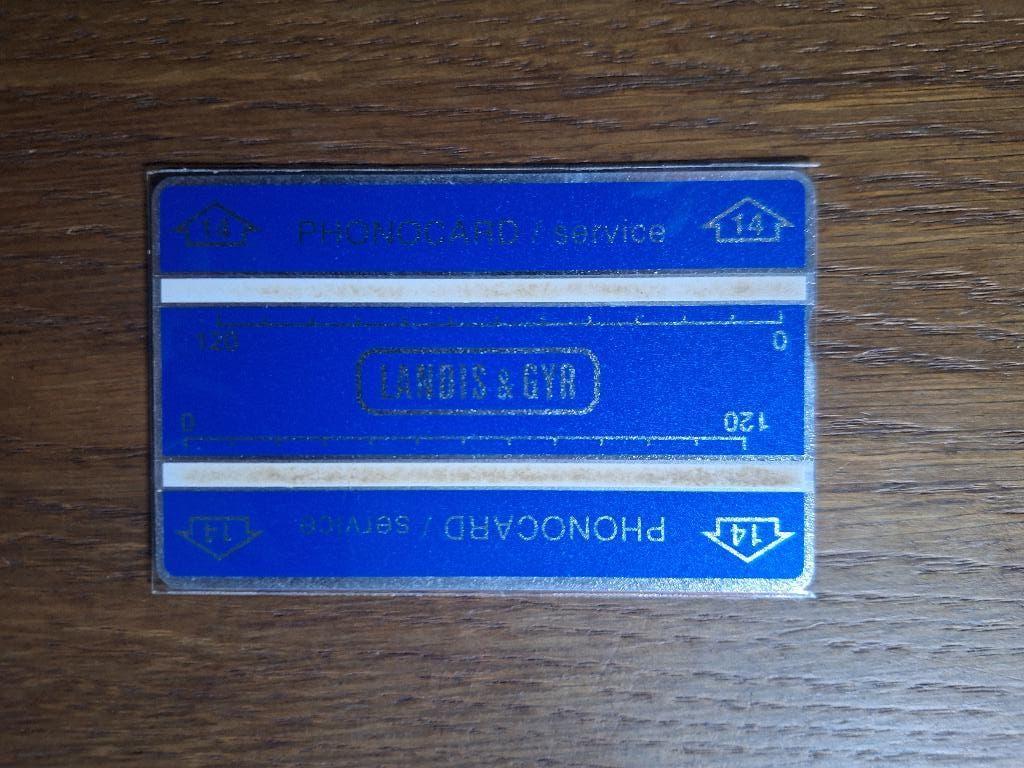 14 PHONOCARD / service 14
120 0
LANDIS & GYR
0 120
14 PHONOCARD / service 14